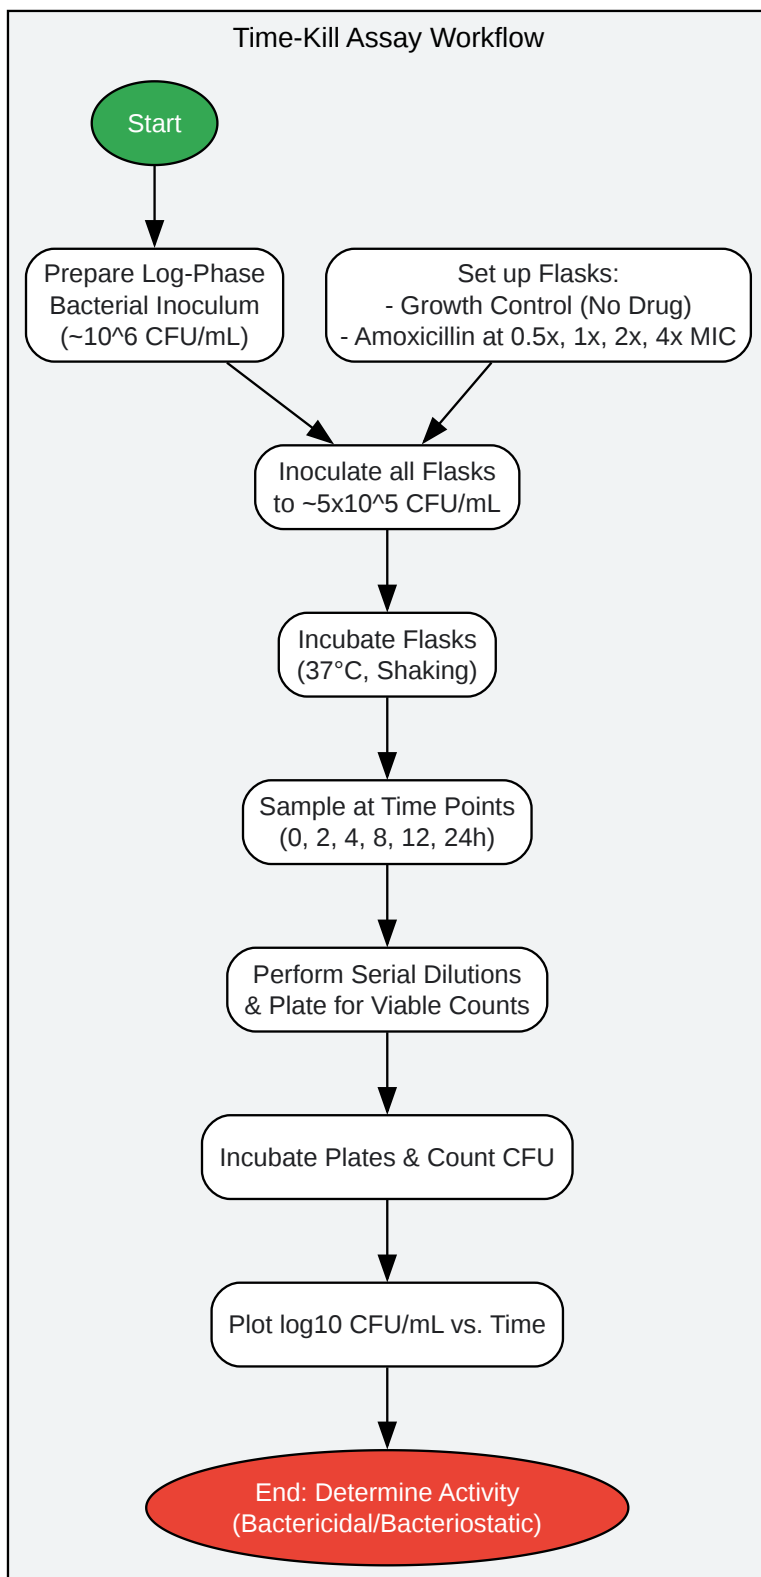 Time-Kill Assay Workflow
Start
Prepare Log-Phase
Bacterial Inoculum
(~10^6 CFU/mL)
Set up Flasks:
- Growth Control (No Drug)
- Amoxicillin at 0.5x, 1x, 2x, 4x MIC
Inoculate all Flasks
to ~5x10^5 CFU/mL
Incubate Flasks
(37°C, Shaking)
Sample at Time Points
(0, 2, 4, 8, 12, 24h)
Perform Serial Dilutions
& Plate for Viable Counts
Incubate Plates & Count CFU
Plot log10 CFU/mL vs. Time
End: Determine Activity
(Bactericidal/Bacteriostatic)